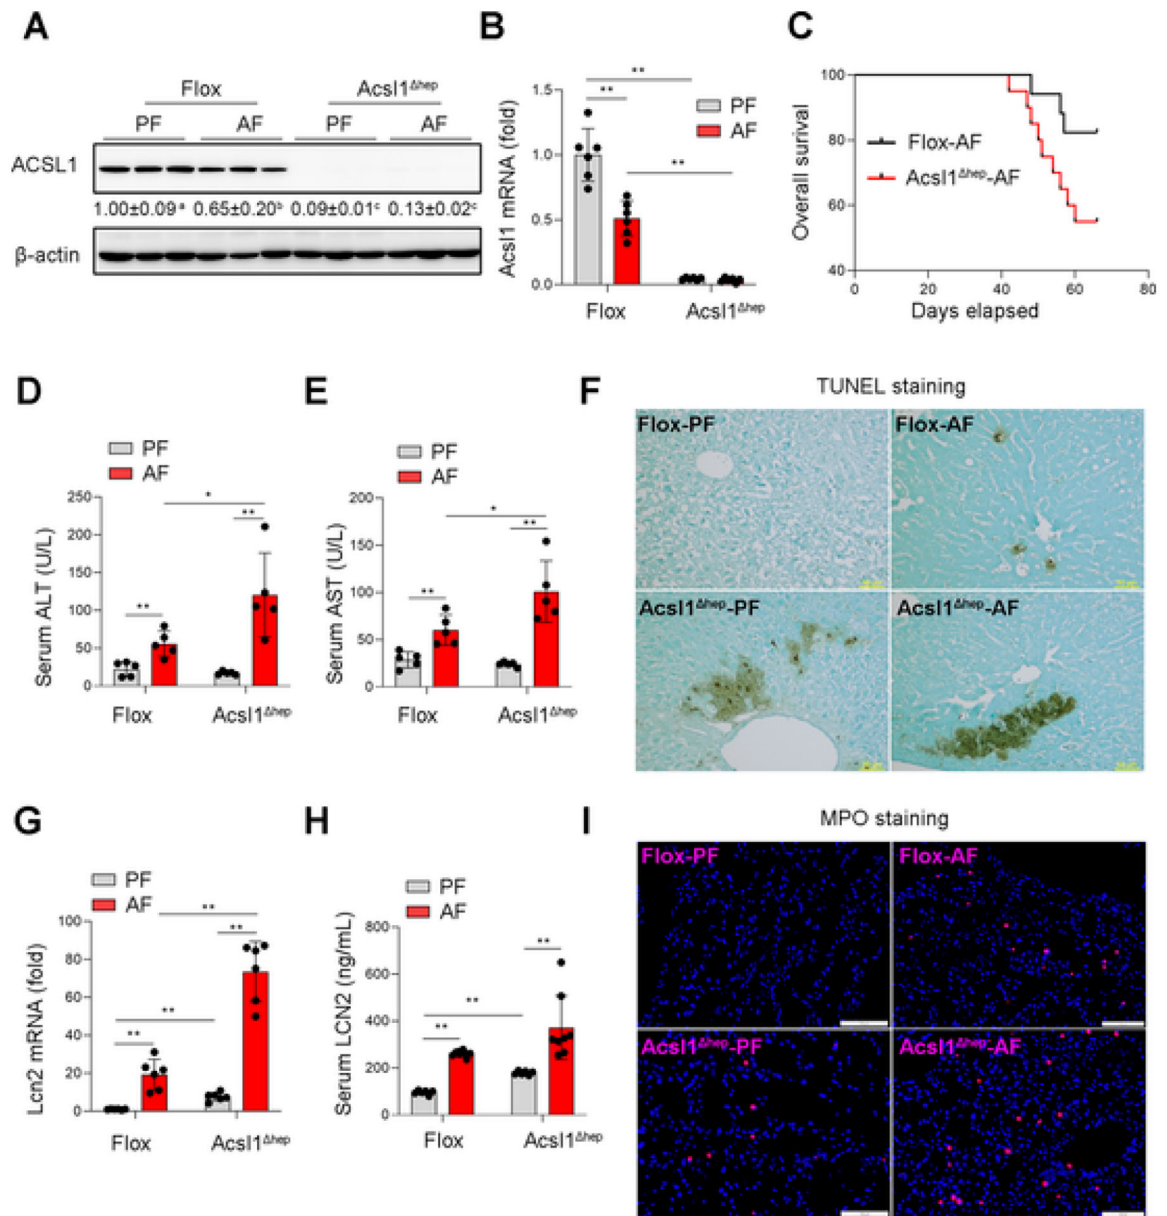 A
Flox Acsl1Δhep
PF AF PF AF
ACSL1
1.00±0.09 a 0.65±0.20 b 0.09±0.01 c 0.13±0.02 c
β-actin
B
Acsl1 mRNA (fold)
1.5
1.0
0.5
0.0
** **
**
PF
AF
Flox Acsl1Δhep
C
Overall surival
100
80
60
40
Flox-AF
Acsl1Δhep-AF
0 20 40 60 80
Days elapsed
D
PF
AF
Serum ALT (U/L)
250
200
150
100
50
0
*
**
**
Flox Acsl1Δhep
E
PF
AF
Serum AST (U/L)
200
150
100
50
0
*
**
**
Flox Acsl1Δhep
F
TUNEL staining
Flox-PF Flox-AF
Acsl1Δhep-PF Acsl1Δhep-AF
G
PF
AF
Lcn2 mRNA (fold)
100
80
60
40
20
0
**
**
**
**
Flox Acsl1Δhep
H
PF
AF
Serum LCN2 (ng/mL)
800
600
400
200
0
**
**
**
Flox Acsl1Δhep
I
MPO staining
Flox-PF Flox-AF
Acsl1Δhep-PF Acsl1Δhep-AF